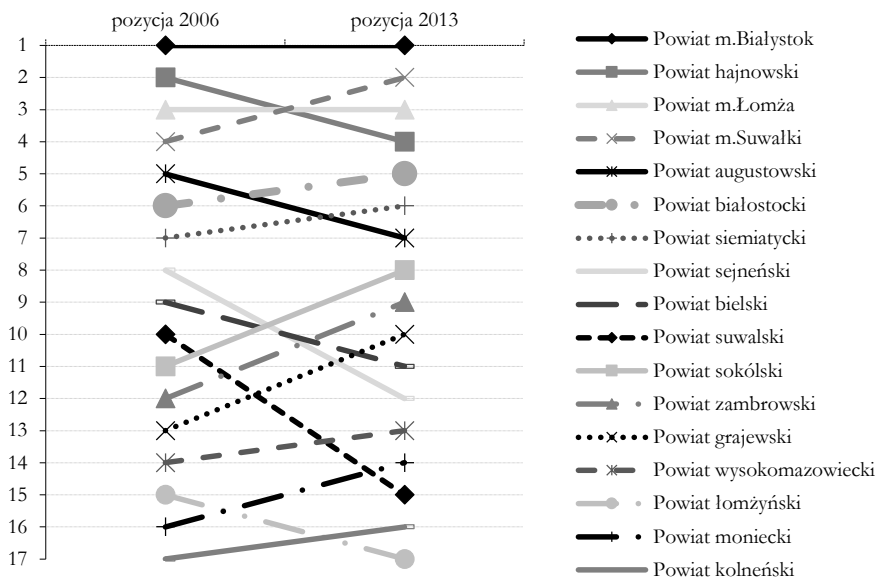 pozycja 2006
pozycja 2013
1
2
3
4
5
6
7
8
9
10
11
12
13
14
15
16
17
Powiat m.Białystok
Powiat hajnowski
Powiat m.Łomża
Powiat m.Suwałki
Powiat augustowski
Powiat białostocki
Powiat siemiatycki
Powiat sejneński
Powiat bielski
Powiat suwalski
Powiat sokólski
Powiat zambrowski
Powiat grajewski
Powiat wysokomazowiecki
Powiat łomżyński
Powiat moniecki
Powiat kolneński